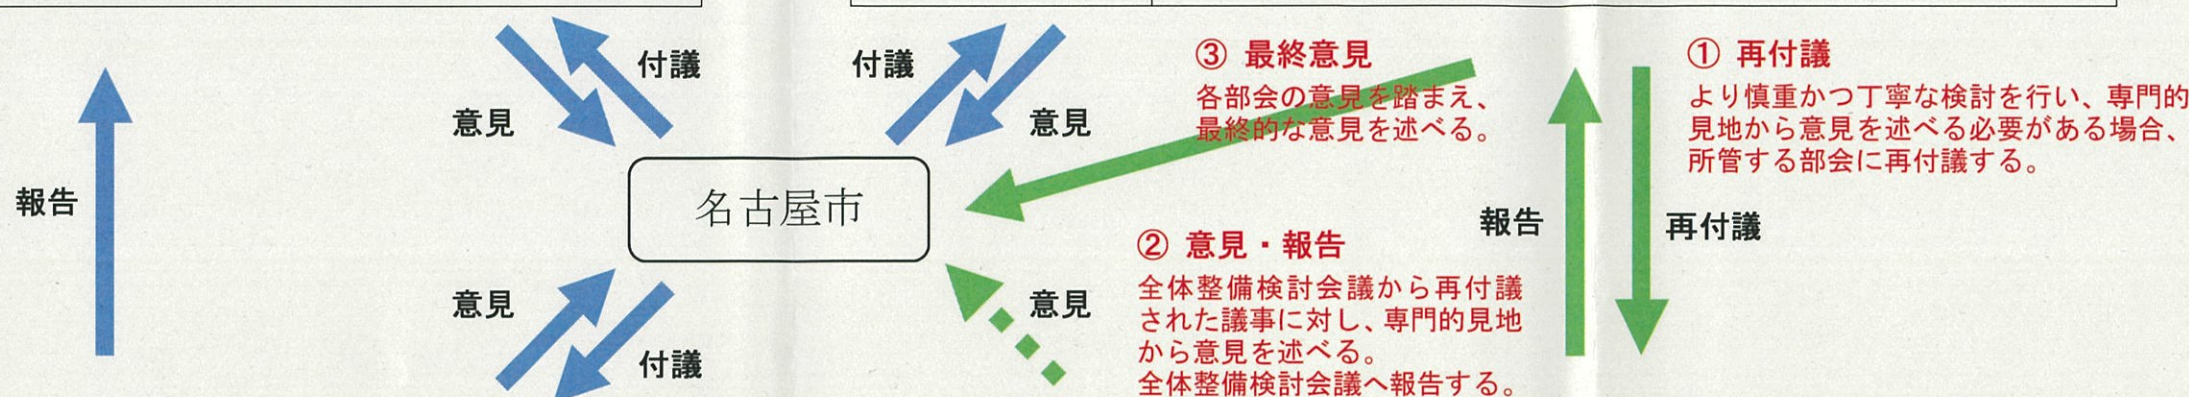 付議
意見
付議
意見
③ 最終意見
各部会の意見を踏まえ、
最終的な意見を述べる。
① 再付議
より慎重かつ丁寧な検討を行い、専門的
見地から意見を述べる必要がある場合、
所管する部会に再付議する。
報告
名古屋市
報告
再付議
② 意見・報告
全体整備検討会議から再付議
された議事に対し、専門的見地
から意見を述べる。
全体整備検討会議へ報告する。
意見
付議
意見